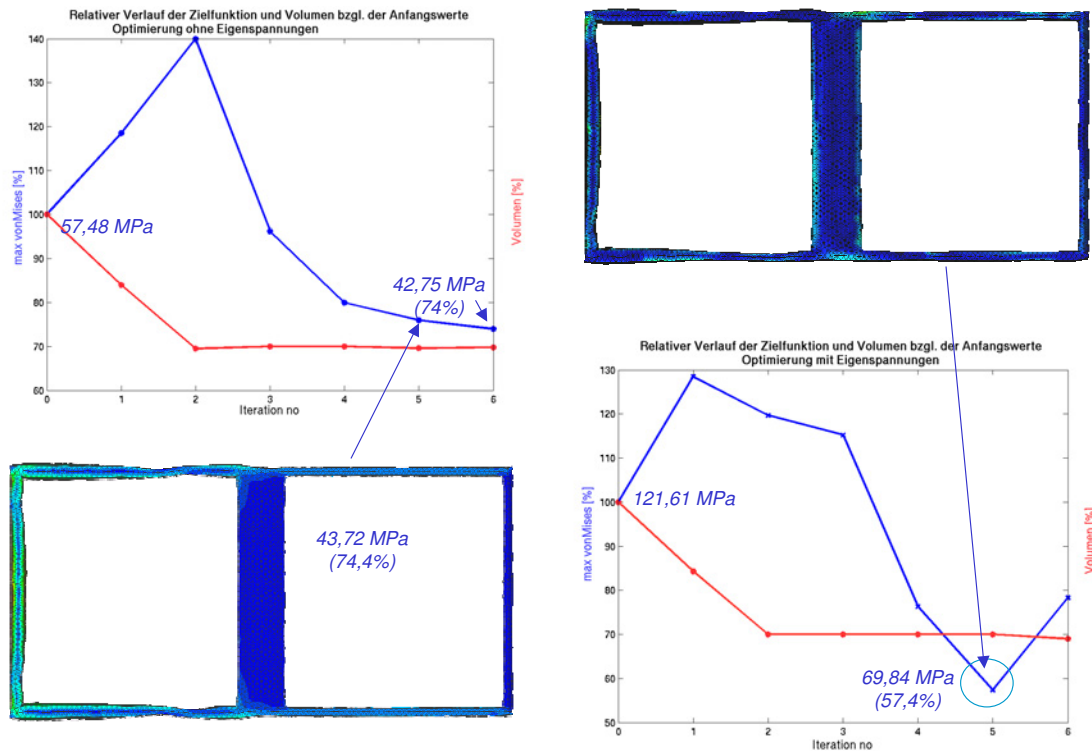 Relativer Verlauf der Zielfunktion und Volumen bzgl. der Anfangswerte
Optimierung ohne Eigenspannungen
140
130
120
110
100
90
80
70
60
max vonMises [%]
Volumen [%]
57,48 MPa
42,75 MPa
(74%)
0 1 2 3 4 5 6
Iteration no
43,72 MPa
(74,4%)
Relativer Verlauf der Zielfunktion und Volumen bzgl. der Anfangswerte
Optimierung mit Eigenspannungen
130
120
110
100
90
80
70
60
50
max vonMises [%]
Volumen [%]
121,61 MPa
69,84 MPa
(57,4%)
0 1 2 3 4 5 6
Iteration no